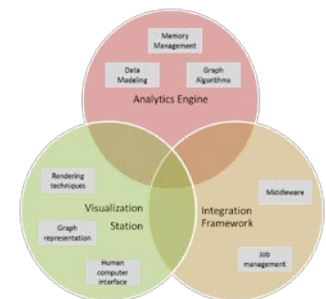 Memory
Management
Data
Modeling
Graph
Algorithms
Analytics Engine
Rendering
techniques
Visualization
Station
Graph
representation
Human
computer
interface
Middleware
Integration
Framework
Job
management